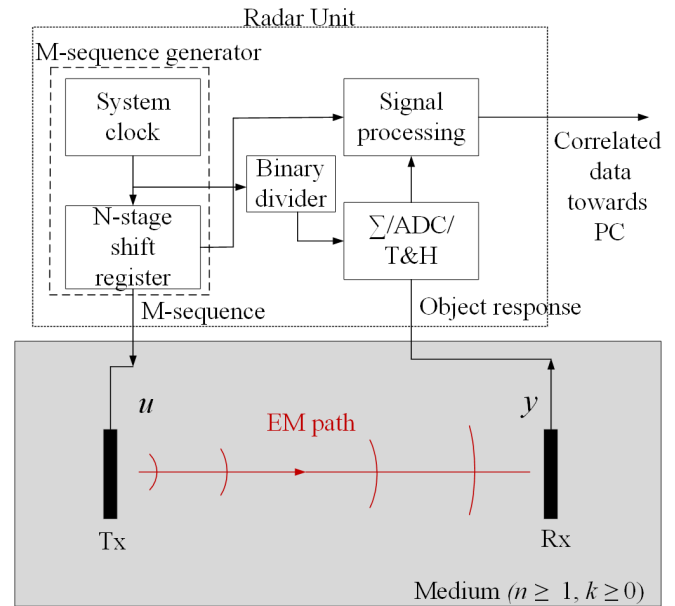 Radar Unit
M-sequence generator
System
clock
Signal
processing
Binary
divider
N-stage
shift
register
∑/ADC/
T&H
Correlated
data
towards
PC
M-sequence
Object response
u
y
EM path
Tx
Rx
Medium (n ≥ 1, k ≥ 0)